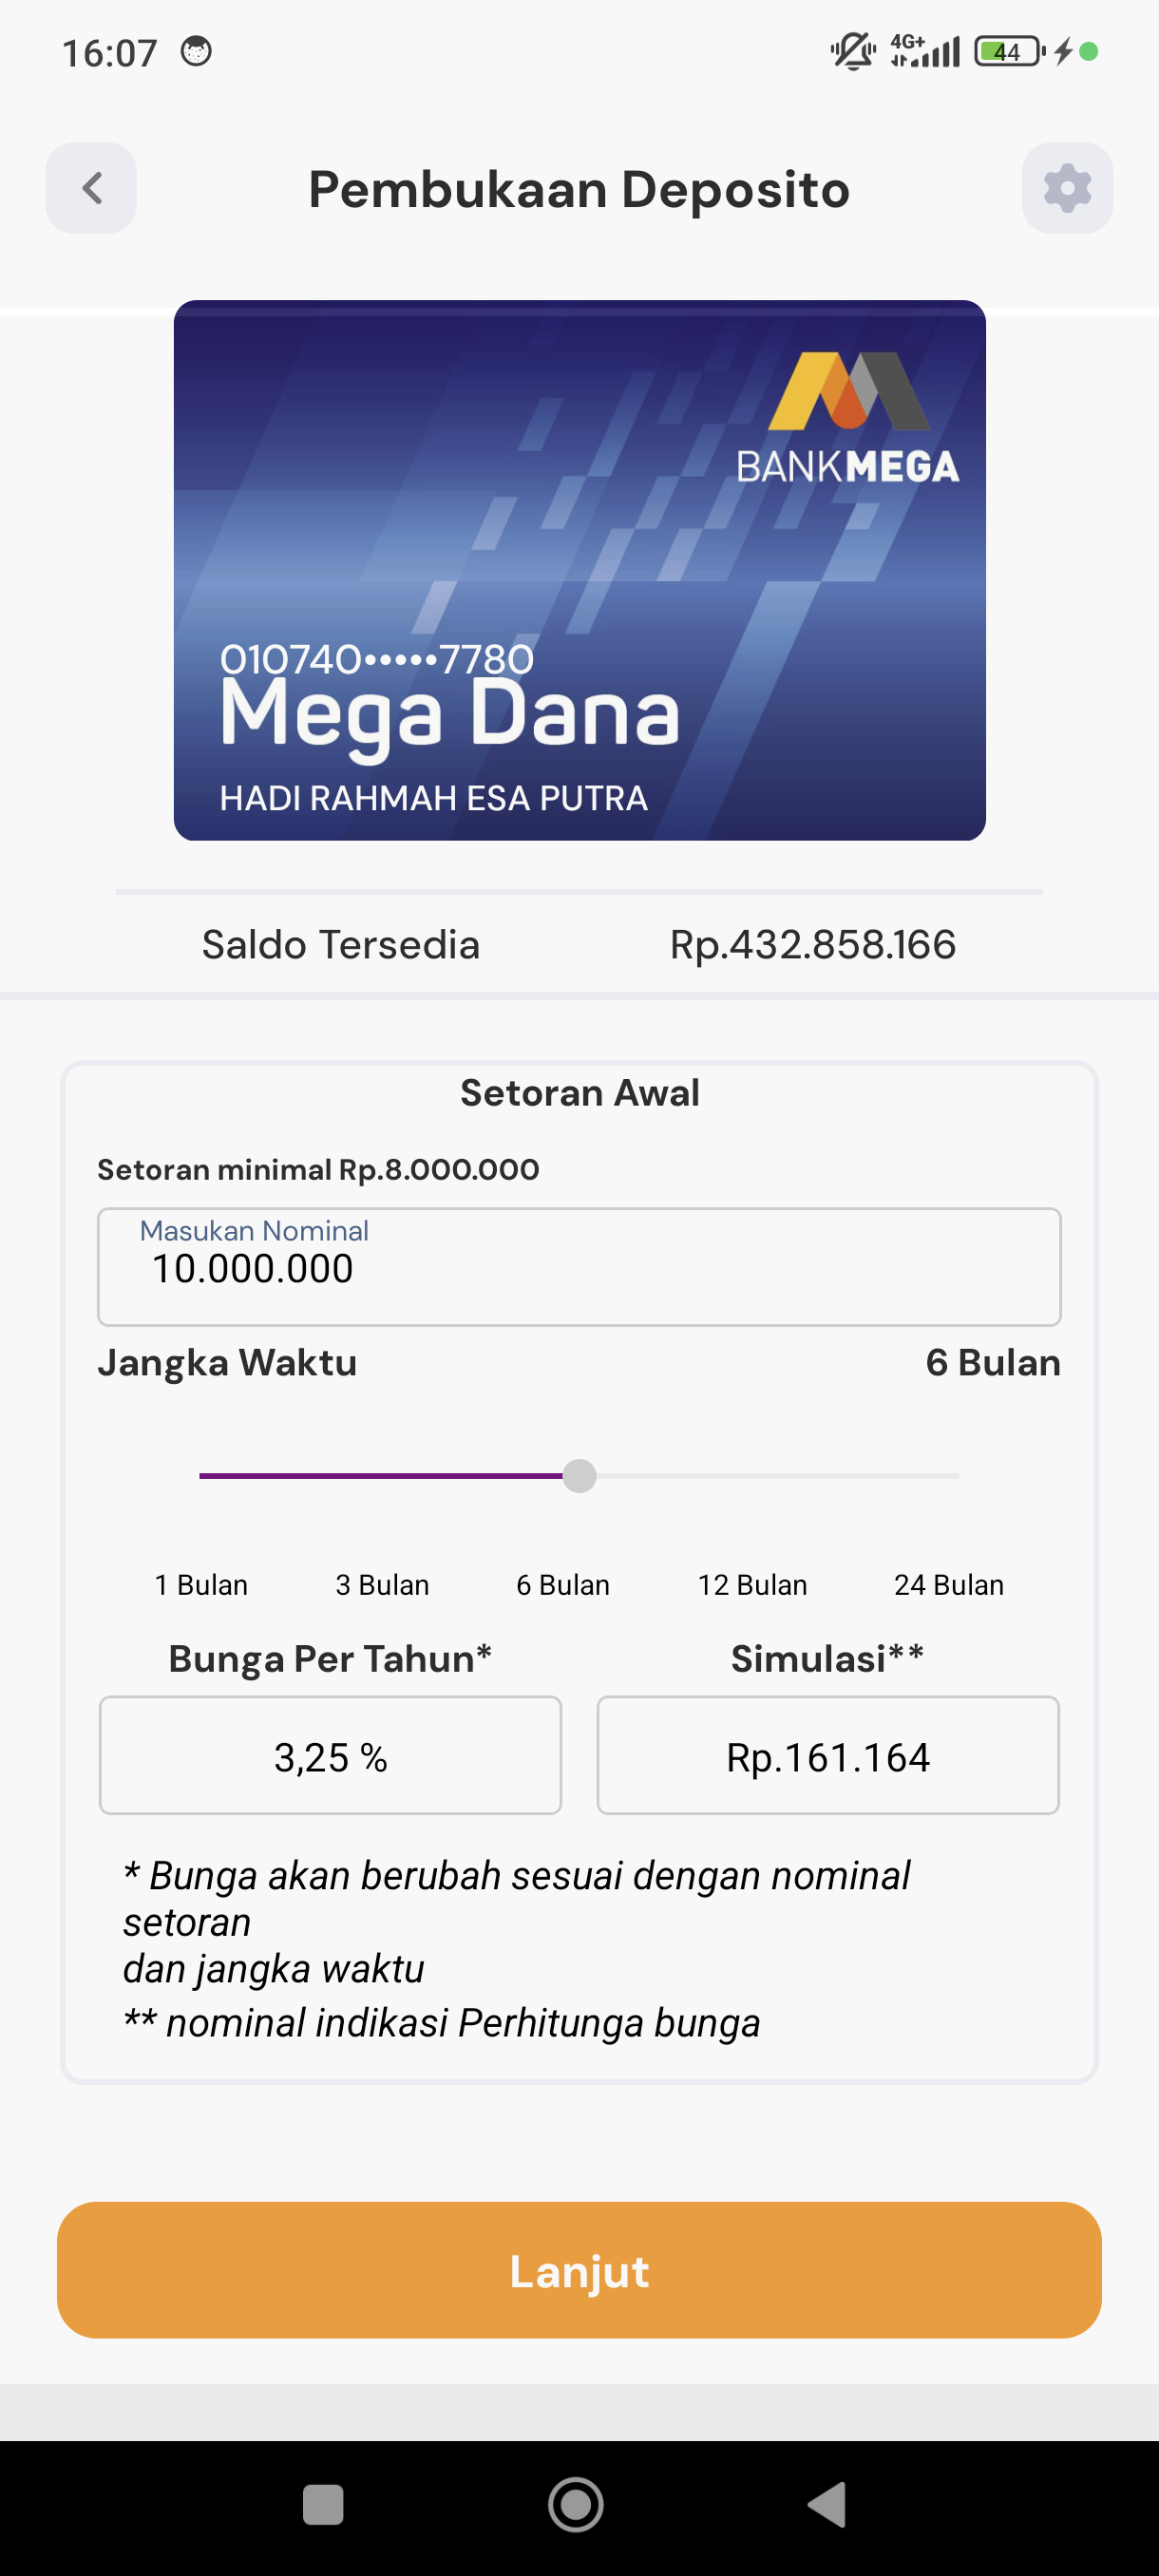 16:07
4G+
44
Pembukaan Deposito
BANKMEGA
010740•••••7780
Mega Dana
HADI RAHMAH ESA PUTRA
Saldo Tersedia Rp.432.858.166
Setoran Awal
Setoran minimal Rp.8.000.000
Masukan Nominal
10.000.000
Jangka Waktu 6 Bulan
1 Bulan 3 Bulan 6 Bulan 12 Bulan 24 Bulan
Bunga Per Tahun* Simulasi**
3,25 % Rp.161.164
* Bunga akan berubah sesuai dengan nominal
setoran
dan jangka waktu
** nominal indikasi Perhitunga bunga
Lanjut